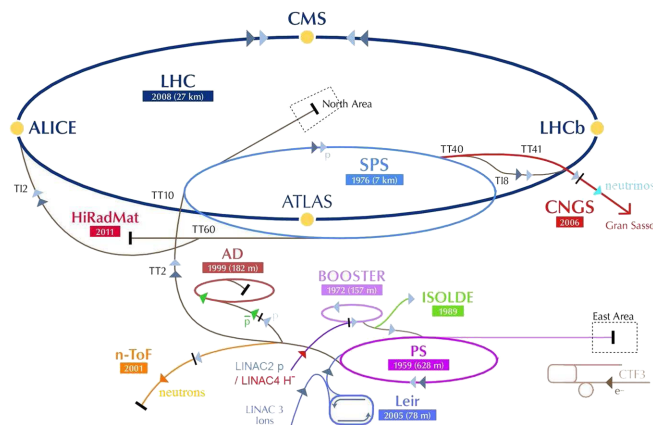 CMS
LHC
2008 (27 km)
North Area
ALICE
LHCb
TT40
TT41
SPS
1976 (7 km)
p
TI8
TI2
TT10
neutrinos
ATLAS
CNGS
2006
Gran Sasso
HiRadMat
2011
TT60
AD
1999 (182 m)
TT2
BOOSTER
1972 (157 m)
ISOLDE
1989
p̅
p
East Area
n-ToF
2001
LINAC2 p
/ LINAC4 H⁻
PS
1959 (628 m)
neutrons
CTF3
e-
LINAC 3
Ions
Leir
2005 (78 m)